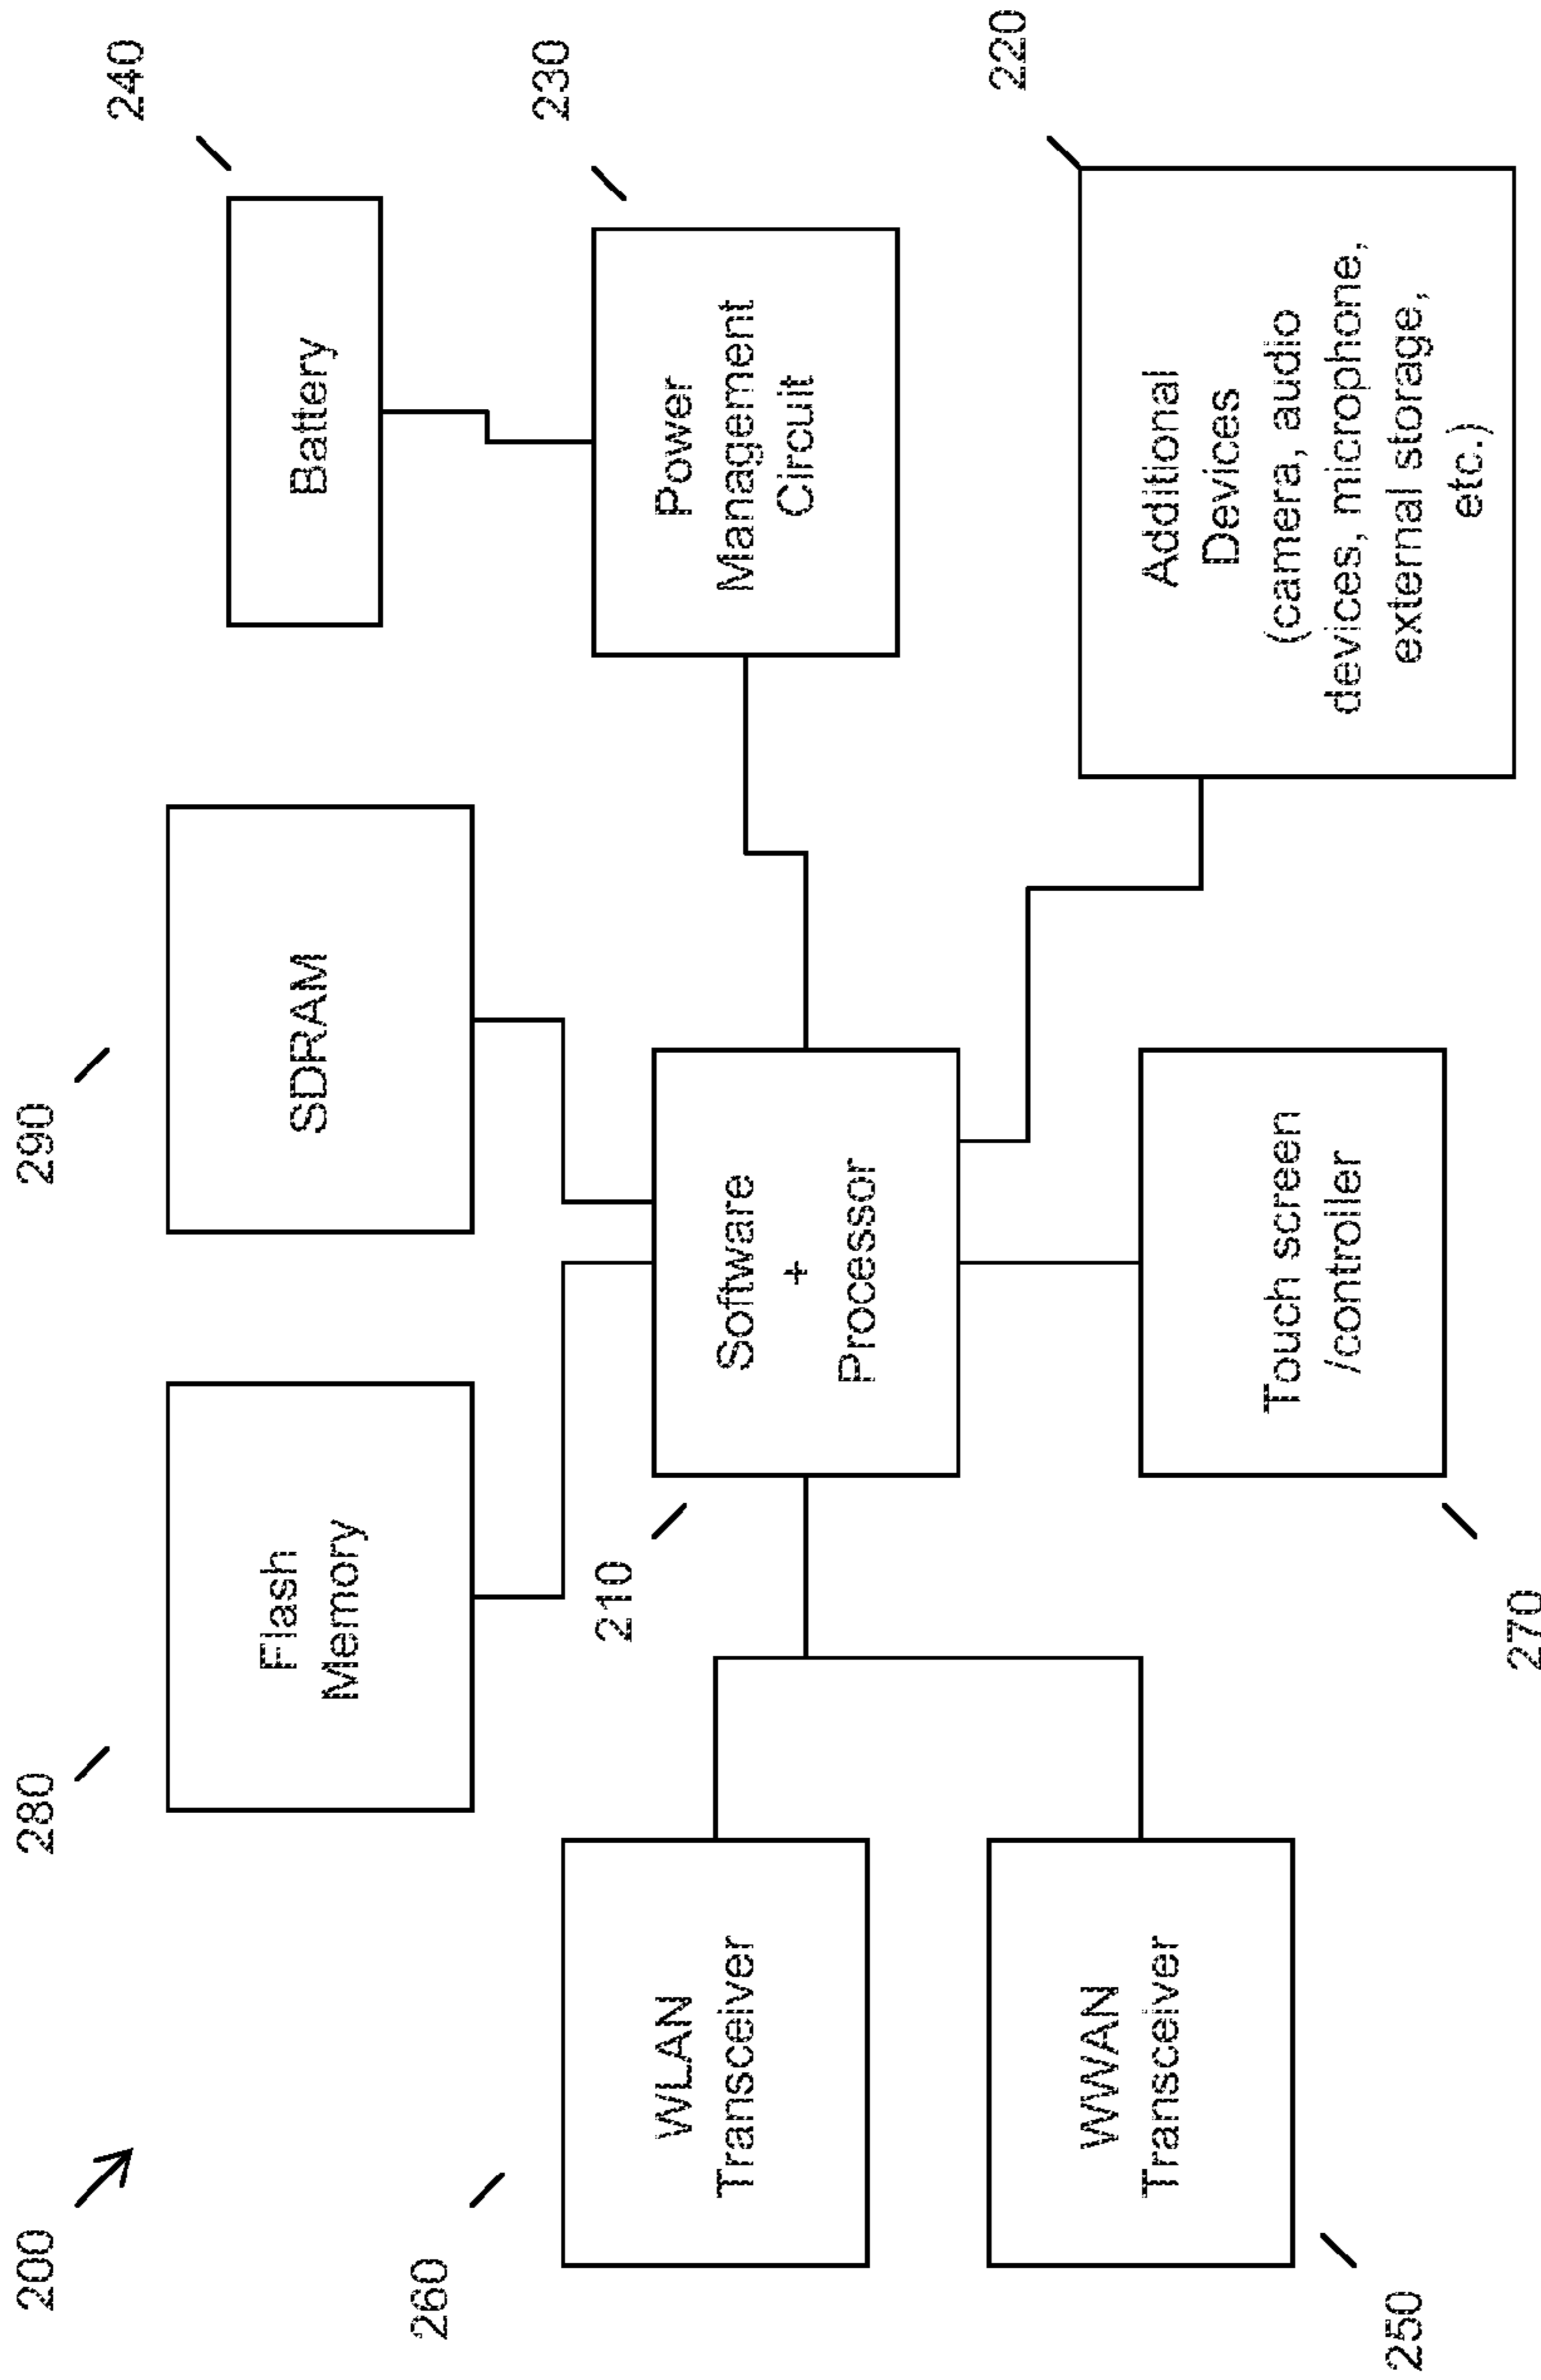 200
280
290
240
Flash
Memory
SDRAM
Battery
260
210
230
WLAN
Transceiver
Software
+
Processor
Power
Management
Circuit
220
WWAN
Transceiver
Touch screen
/controller
Additional
Devices
(camera, audio
devices, microphone,
external storage,
etc.)
250
270